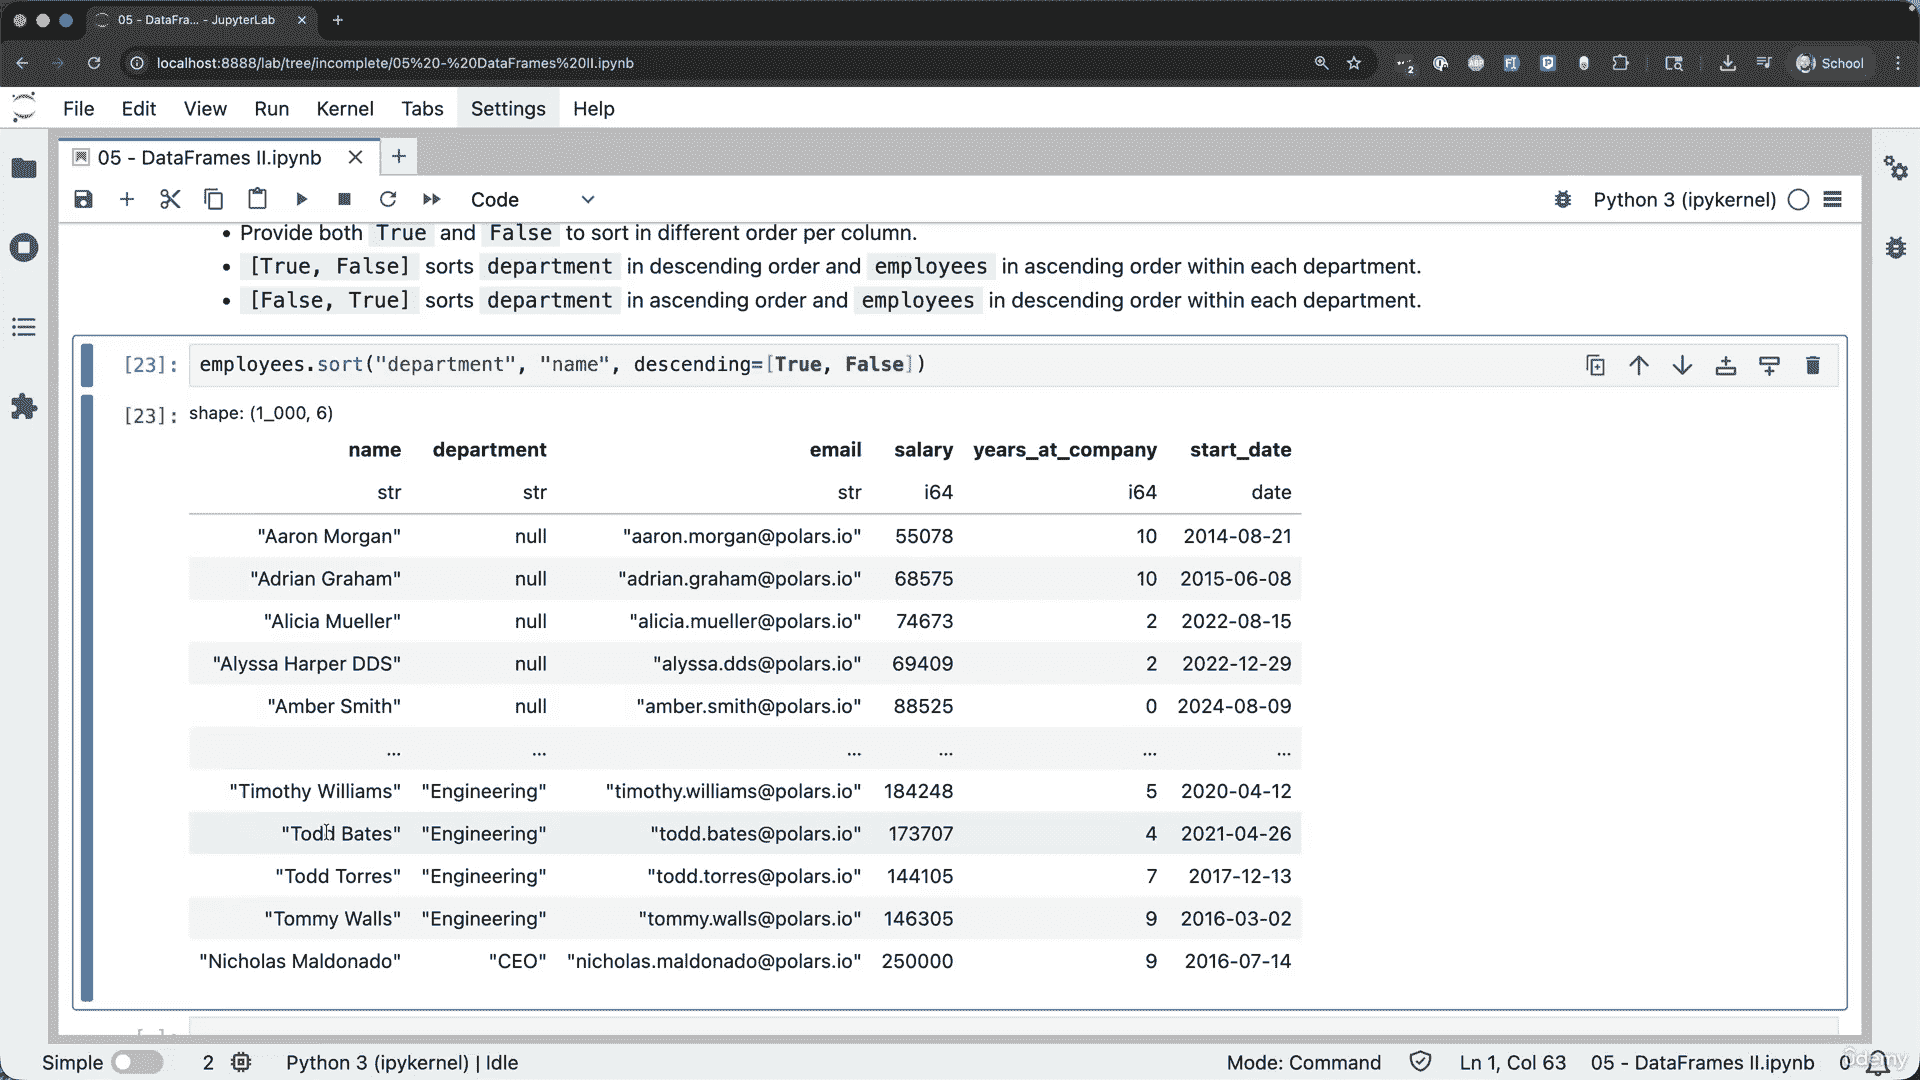 05 - DataFra... - JupyterLab
localhost:8888/lab/tree/incomplete/05%20-%20DataFrames%20II.ipynb
2
ABP
School
File Edit View Run Kernel Tabs Settings Help
05 - DataFrames II.ipynb
Code
Python 3 (ipykernel)
• Provide both True and False to sort in different order per column.
• [True, False] sorts department in descending order and employees in ascending order within each department.
• [False, True] sorts department in ascending order and employees in descending order within each department.
[23]: employees.sort("department", "name", descending=[True, False])
[23]: shape: (1_000, 6)
name department email salary years_at_company start_date
str str str i64 i64 date
"Aaron Morgan" null "aaron.morgan@polars.io" 55078 10 2014-08-21
"Adrian Graham" null "adrian.graham@polars.io" 68575 10 2015-06-08
"Alicia Mueller" null "alicia.mueller@polars.io" 74673 2 2022-08-15
"Alyssa Harper DDS" null "alyssa.dds@polars.io" 69409 2 2022-12-29
"Amber Smith" null "amber.smith@polars.io" 88525 0 2024-08-09
… … … … … …
"Timothy Williams" "Engineering" "timothy.williams@polars.io" 184248 5 2020-04-12
"Todd Bates" "Engineering" "todd.bates@polars.io" 173707 4 2021-04-26
"Todd Torres" "Engineering" "todd.torres@polars.io" 144105 7 2017-12-13
"Tommy Walls" "Engineering" "tommy.walls@polars.io" 146305 9 2016-03-02
"Nicholas Maldonado" "CEO" "nicholas.maldonado@polars.io" 250000 9 2016-07-14
Simple 2 Python 3 (ipykernel) | Idle Mode: Command Ln 1, Col 63 05 - DataFrames II.ipynb 0
ûdemy